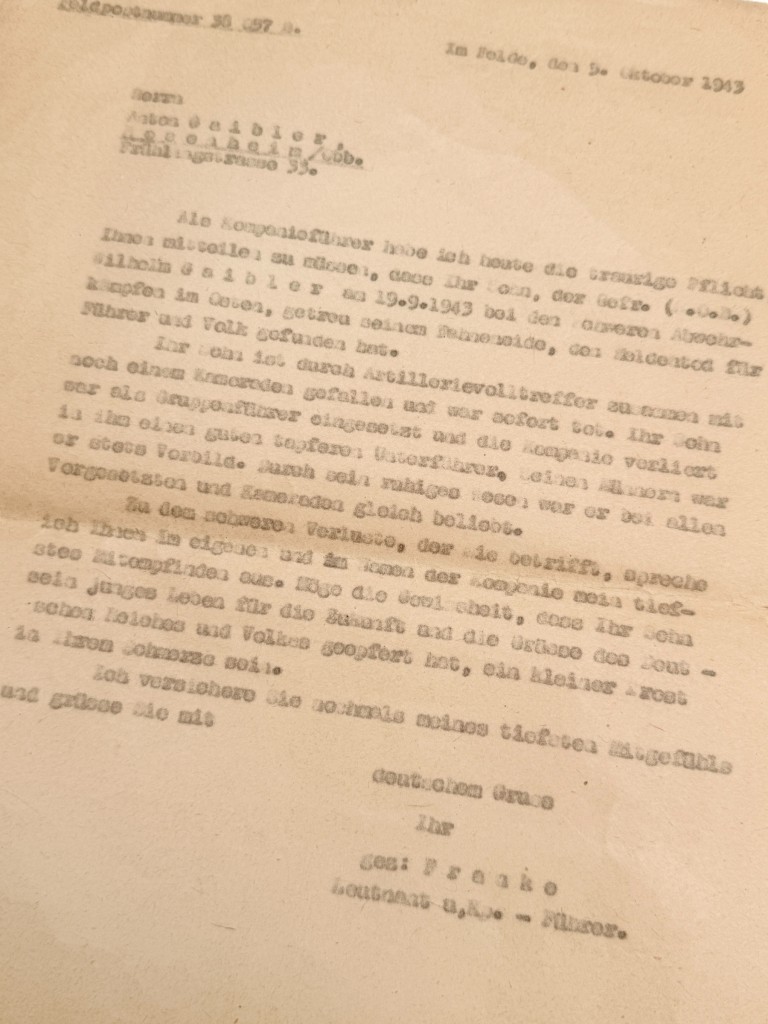 Feldpostnummer 38 697 B.
Im Felde, den 9. Oktober 1943
Herrn
Anton G a i b l e r ,
R o s e n h e i m /Obb.
Frühlingstrasse 33.
Als Kompanieführer habe ich heute die traurige Pflicht
Ihnen mitteilen zu müssen, dass Ihr Sohn, der Gefr. (R.O.B.)
Wilhelm G a i b l e r am 19.9.1943 bei den schweren Abwehr-
kämpfen im Osten, getreu seinem Fahneneide, den Heldentod für
Führer und Volk gefunden hat.
Ihr Sohn ist durch Artillerievolltreffer zusammen mit
noch einem Kameraden gefallen und war sofort tot. Ihr Sohn
war als Gruppenführer eingesetzt und die Kompanie verliert
in ihm einen guten tapferen Unterführer. Seinen Männern war
er stets Vorbild. Durch sein ruhiges Wesen war er bei allen
Vorgesetzten und Kameraden gleich beliebt.
Zu dem schweren Verluste, der Sie betrifft, spreche
ich Ihnen im eigenen und im Namen der Kompanie mein tief-
stes Mitempfinden aus. Möge die Gewissheit, dass Ihr Sohn
sein junges Leben für die Zukunft und die Grösse des Deut -
schen Reiches und Volkes geopfert hat, ein kleiner Trost
in Ihrem Schmerze sein.
Ich versichere Sie nochmals meines tiefsten Mitgefühls
und grüsse Sie mit
deutschem Gruss
Ihr
gez: F r a n k e
Leutnant u.Kp. - Führer.